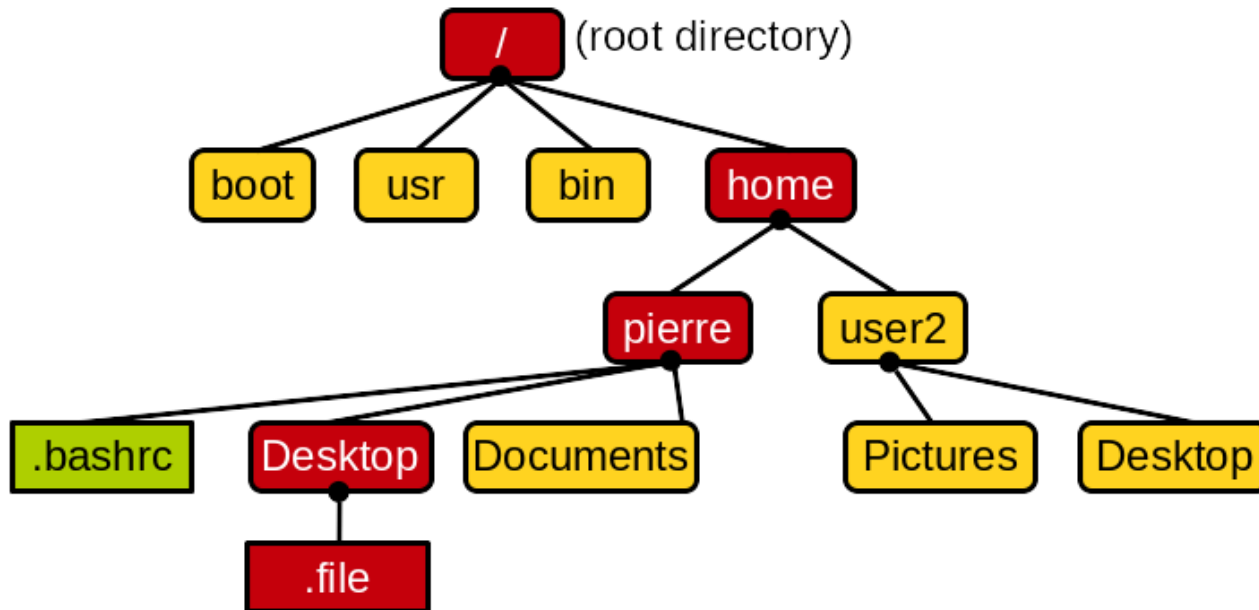 / (root directory)
boot usr bin home
pierre user2
.bashrc Desktop Documents Pictures Desktop
.file